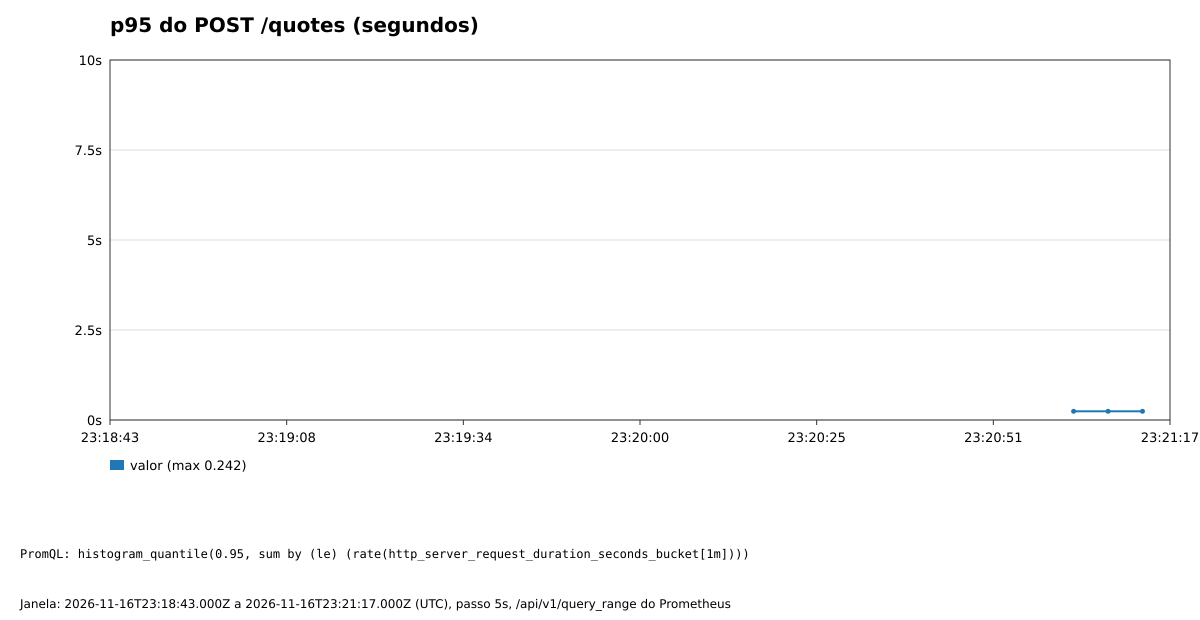 p95 do POST /quotes (segundos)
10s
7.5s
5s
2.5s
0s
23:18:43 23:19:08 23:19:34 23:20:00 23:20:25 23:20:51 23:21:17
valor (max 0.242)
PromQL: histogram_quantile(0.95, sum by (le) (rate(http_server_request_duration_seconds_bucket[1m])))
Janela: 2026-11-16T23:18:43.000Z a 2026-11-16T23:21:17.000Z (UTC), passo 5s, /api/v1/query_range do Prometheus